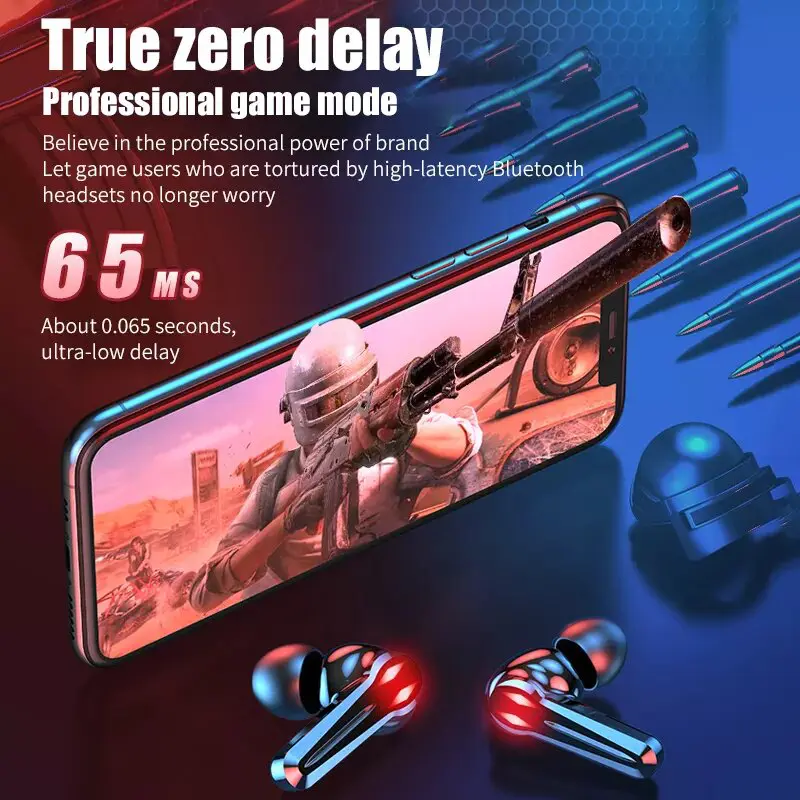 True zero delay
Professional game mode
Believe in the professional power of brand
Let game users who are tortured by high-latency Bluetooth
headsets no longer worry
65MS
About 0.065 seconds,
ultra-low delay